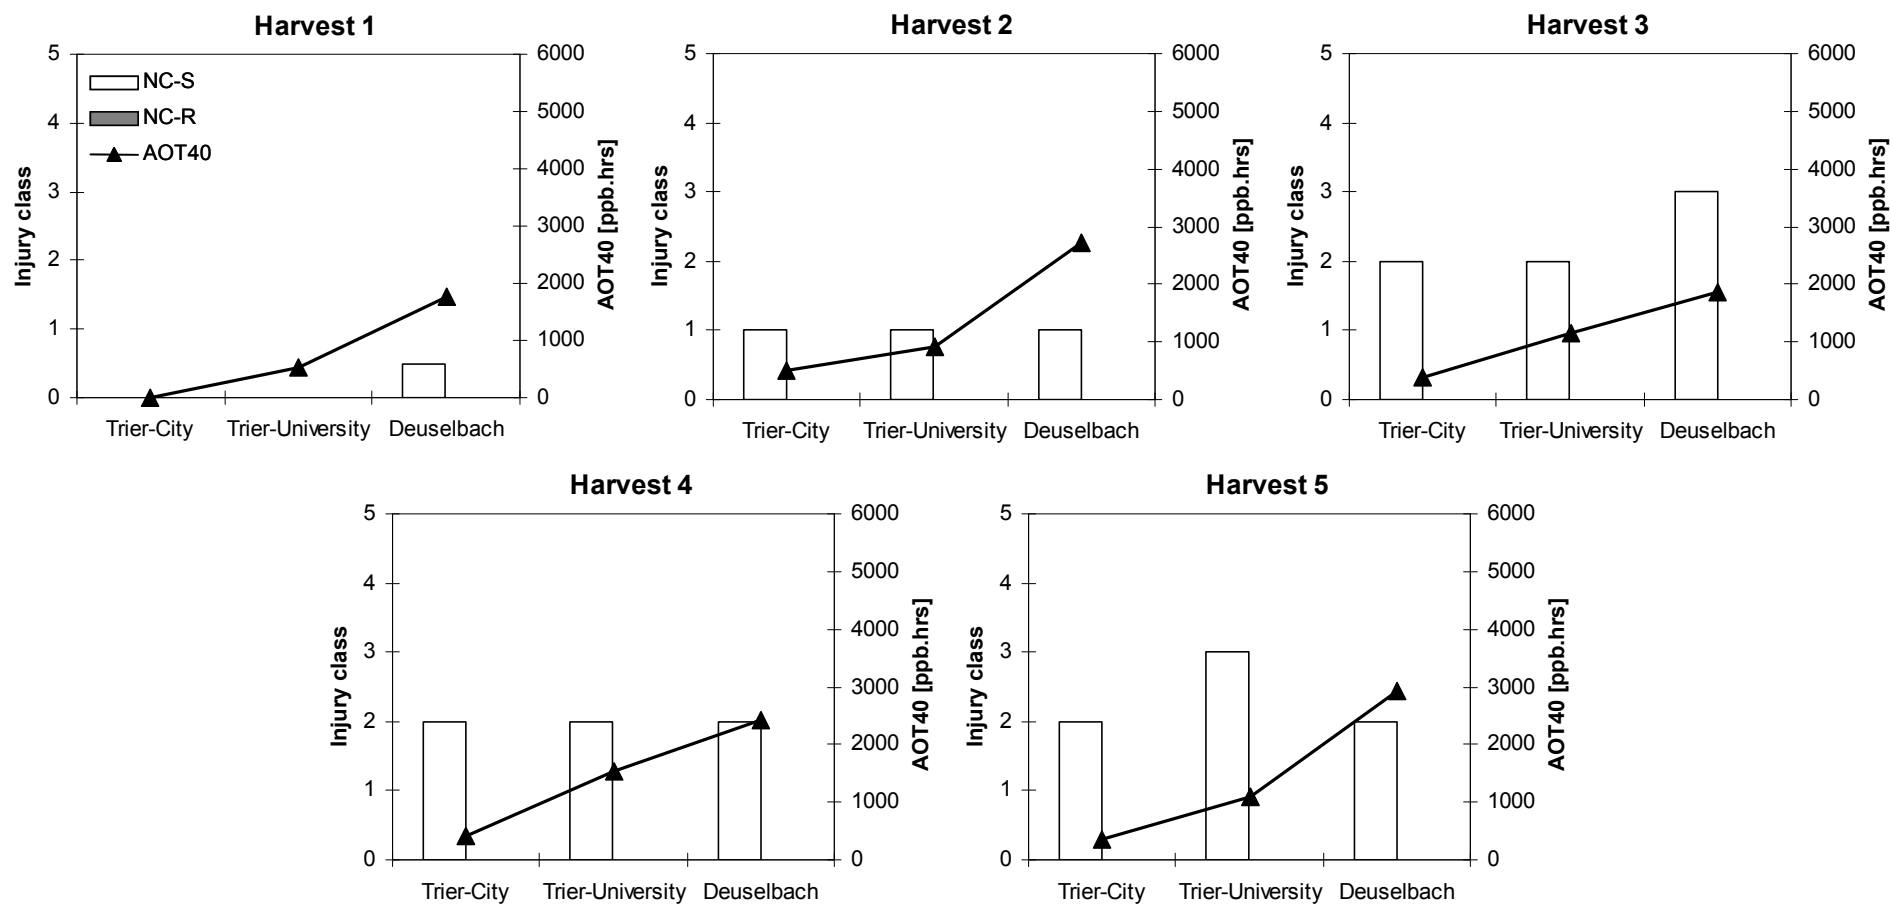 Harvest 1
5
4
3
2
1
0
Injury class
NC-S
NC-R
AOT40
6000
5000
4000
3000
2000
1000
0
AOT40 [ppb.hrs]
Trier-City Trier-University Deuselbach
Harvest 2
5
4
3
2
1
0
Injury class
6000
5000
4000
3000
2000
1000
0
AOT40 [ppb.hrs]
Trier-City Trier-University Deuselbach
Harvest 3
5
4
3
2
1
0
Injury class
6000
5000
4000
3000
2000
1000
0
AOT40 [ppb.hrs]
Trier-City Trier-University Deuselbach
Harvest 4
5
4
3
2
1
0
Injury class
6000
5000
4000
3000
2000
1000
0
AOT40 [ppb.hrs]
Trier-City Trier-University Deuselbach
Harvest 5
5
4
3
2
1
0
Injury class
6000
5000
4000
3000
2000
1000
0
AOT40 [ppb.hrs]
Trier-City Trier-University Deuselbach